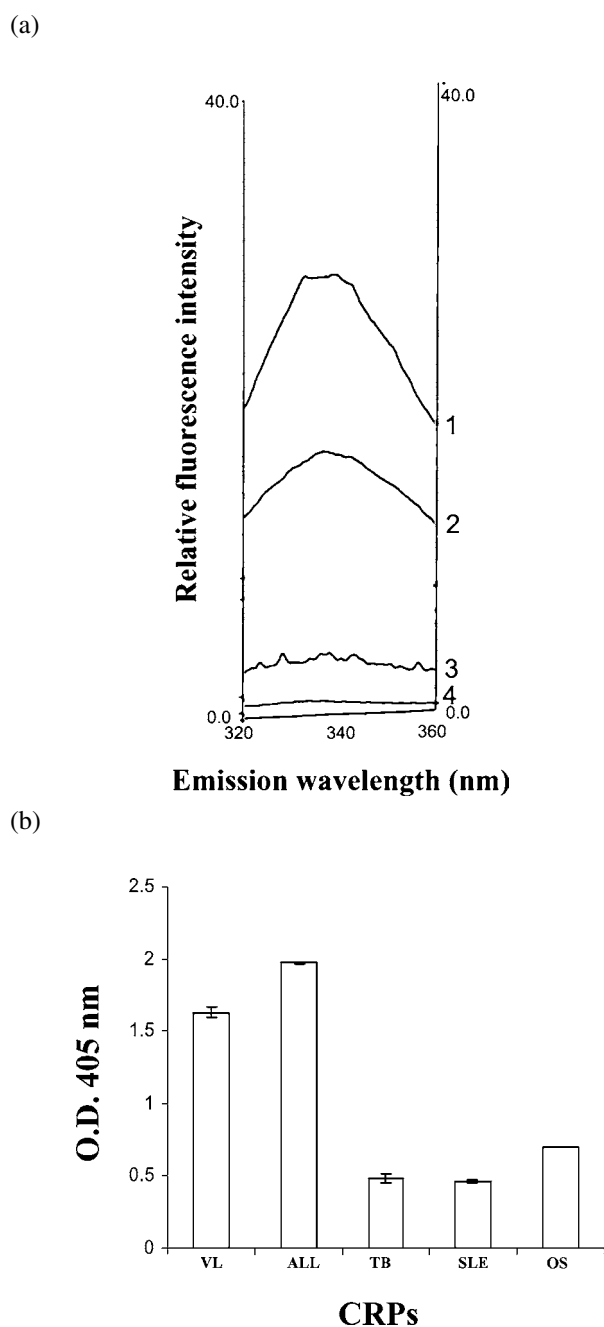 (a)
40.0 40.0
Relative fluorescence intensity
1
2
3
4
0.0 0.0
320 340 360
Emission wavelength (nm)
(b)
2.5
2
1.5
1
0.5
0
O.D. 405 nm
VL ALL TB SLE OS
CRPs